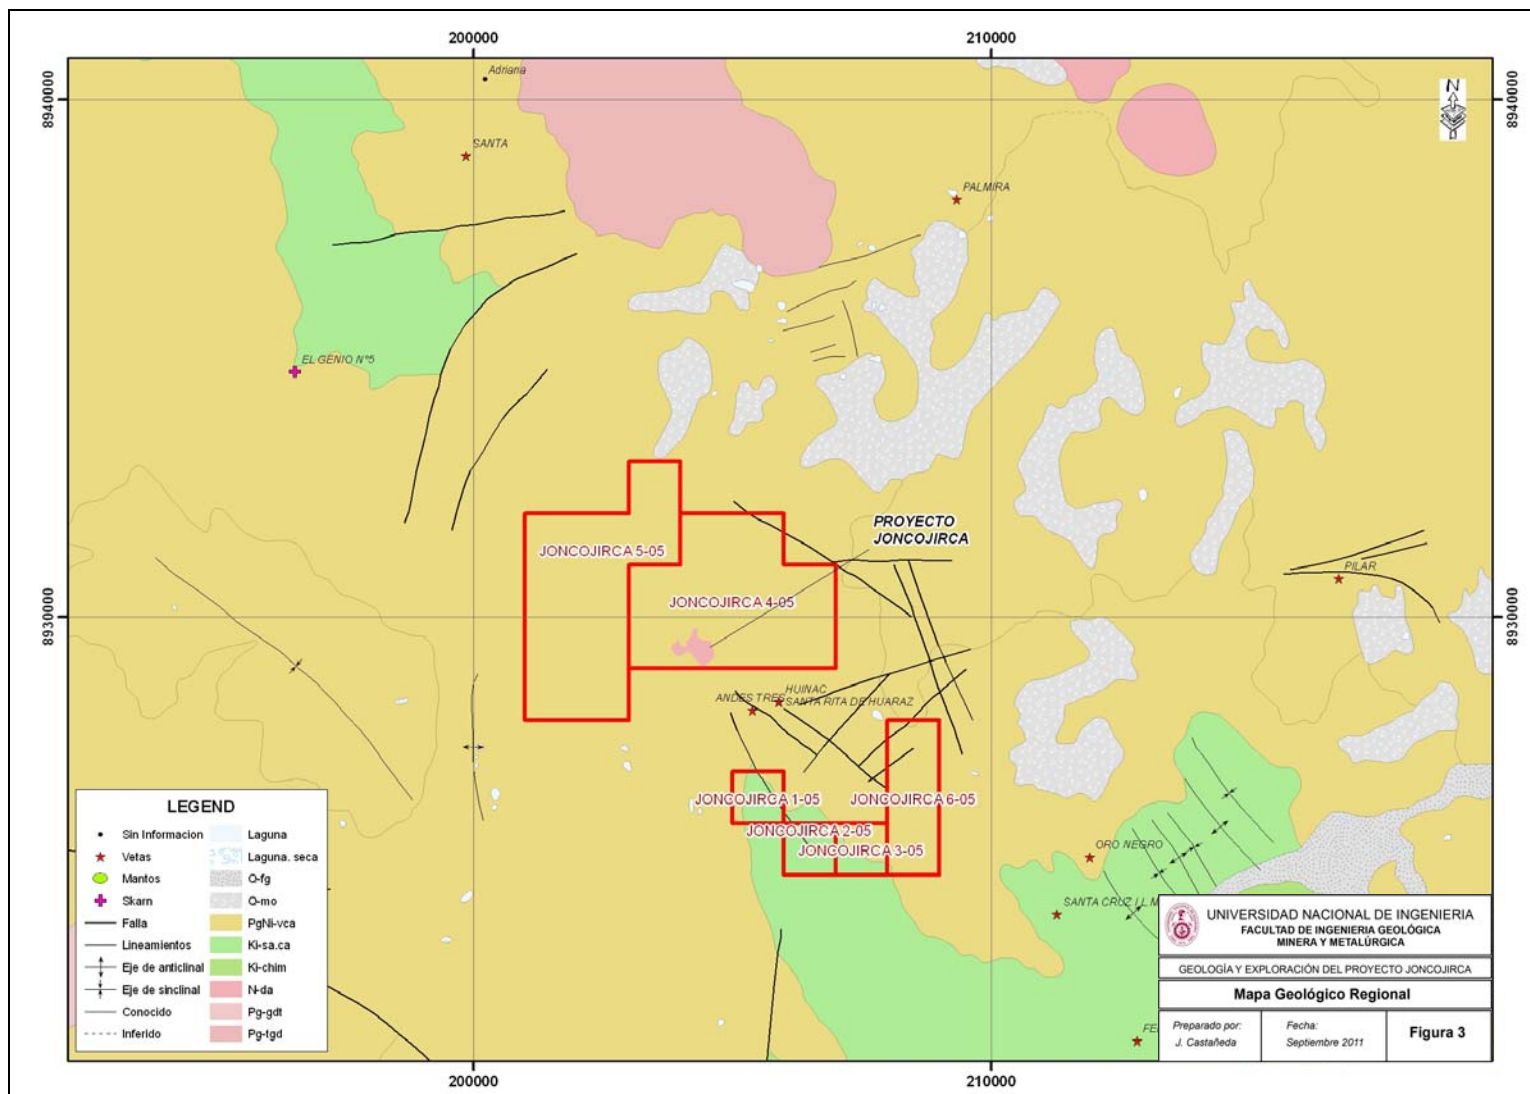 200000
210000
8940000
8940000
Adriana
N
SANTA
PALMIRA
EL GENIO N°5
PROYECTO
JONCOJIRCA
JONCOJIRCA 5-05
PILAR
JONCOJIRCA 4-05
8930000
8930000
HUINAC
ANDES TRES
SANTA RITA DE HUARAZ
JONCOJIRCA 1-05
JONCOJIRCA 6-05
JONCOJIRCA 2-05
JONCOJIRCA 3-05
ORO NEGRO
SANTA CRUZ I L.M
LEGEND
Sin Informacion
Laguna
Vetas
Laguna. seca
Mantos
Q-fg
Skarn
Q-mo
Falla
PgNi-vca
Lineamientos
Ki-sa.ca
Eje de anticlinal
Ki-chim
Eje de sinclinal
N-da
Conocido
Pg-gdt
Inferido
Pg-tgd
UNIVERSIDAD NACIONAL DE INGENIERIA
FACULTAD DE INGENIERIA GEOLÓGICA
MINERA Y METALÚRGICA
GEOLOGÍA Y EXPLORACIÓN DEL PROYECTO JONCOJIRCA
Mapa Geológico Regional
Preparado por:
J. Castañeda
Fecha:
Septiembre 2011
Figura 3
200000
210000